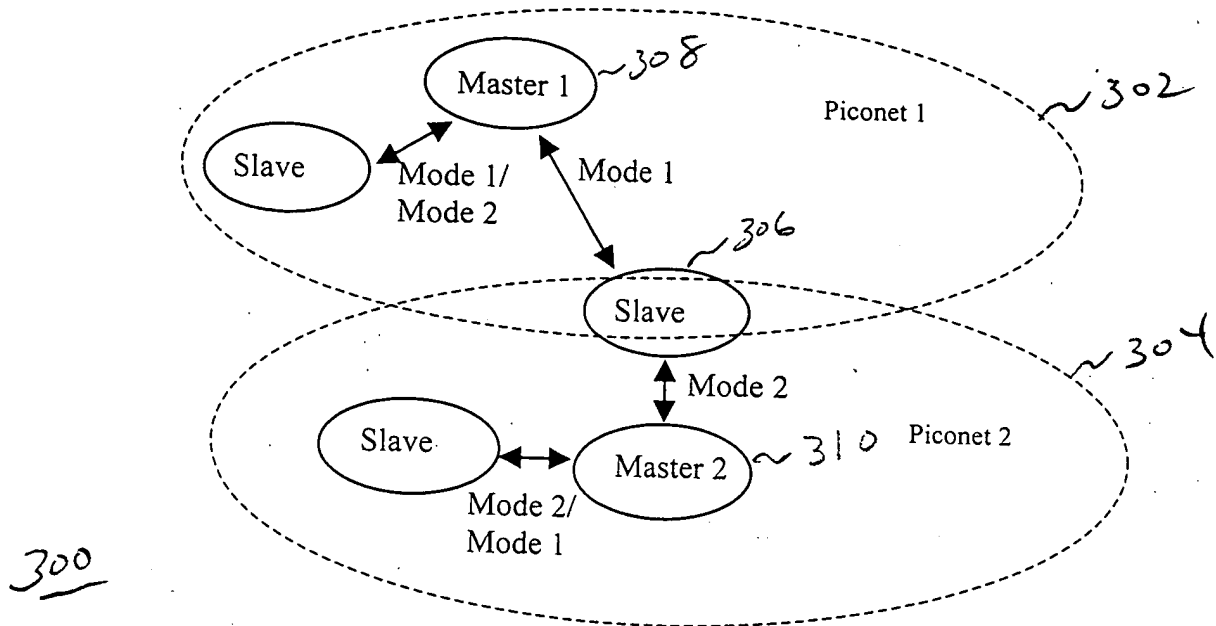 Master 1
~308
Piconet 1
~302
Slave
Mode 1/
Mode 2
Mode 1
~306
Slave
~304
Mode 2
Slave
Master 2
~310
Piconet 2
Mode 2/
Mode 1
300